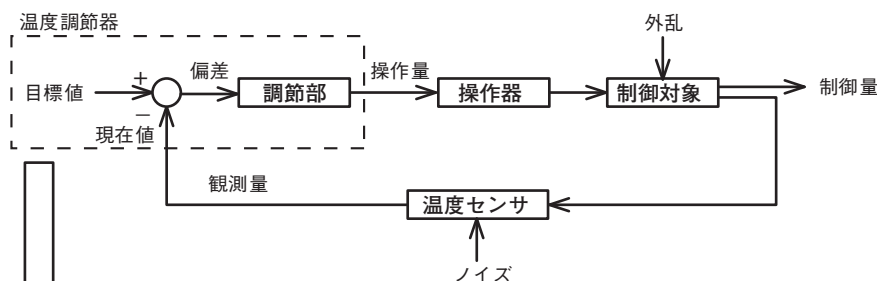 温度調節器
外乱
目標値
+
偏差
調節部
操作量
操作器
制御対象
制御量
−
現在値
観測量
温度センサ
ノイズ